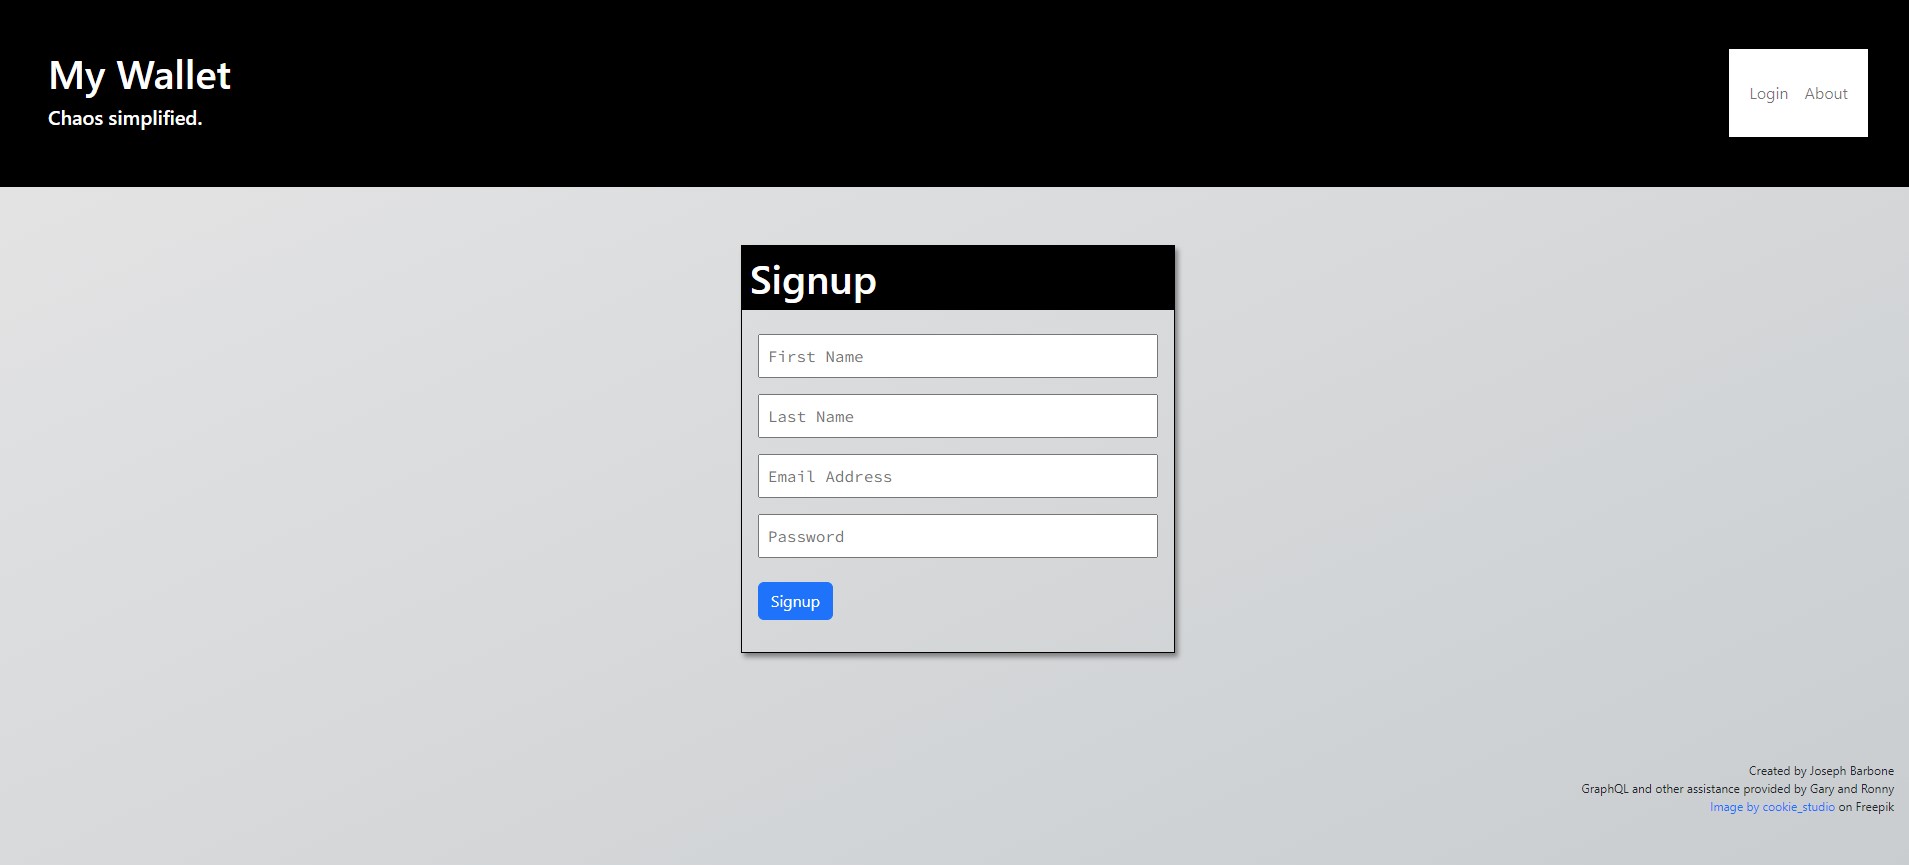 My Wallet
Chaos simplified.
Login About
Signup
First Name
Last Name
Email Address
Password
Signup
Created by Joseph Barbone
GraphQL and other assistance provided by Gary and Ronny
Image by cookie_studio on Freepik